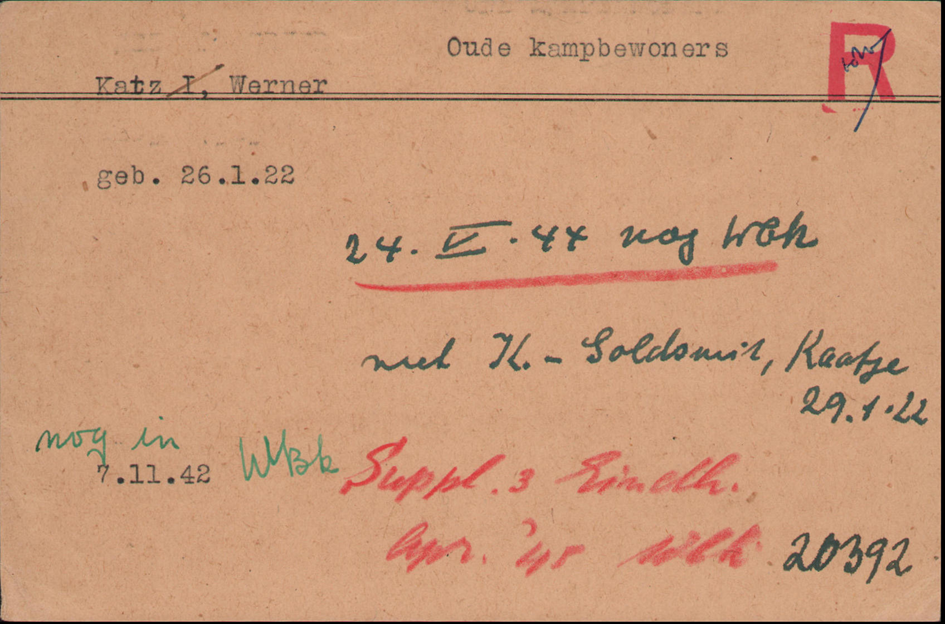 Oude kampbewoners
R
Katz I, Werner
geb. 26.1.22
24. V. 44 nog Wbk
met K. - Goldsmit, Kaatje
29.1.22
nog in
7.11.42 WBk
Suppl. 3 Eindh.
Apr. '45 Wbk 20392